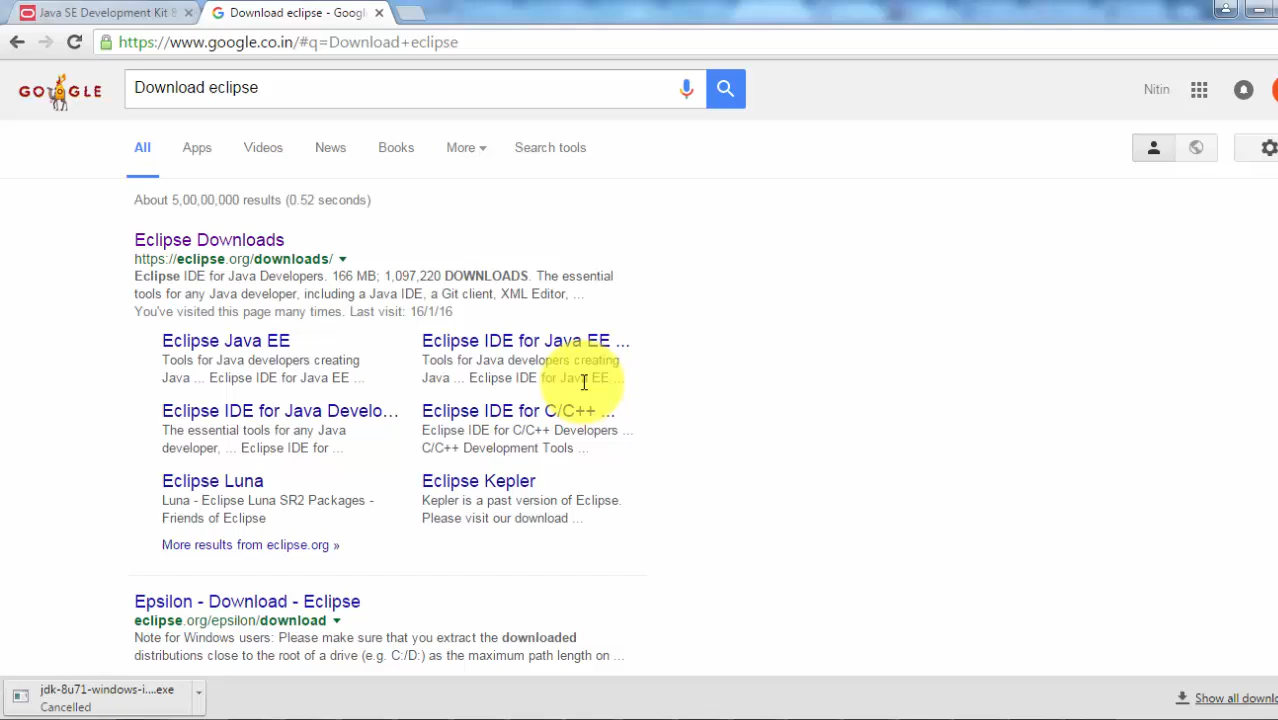 Java SE Development Kit 8
Download eclipse - Google
https://www.google.co.in/#q=Download+eclipse
GOOGLE
Download eclipse
Nitin
All Apps Videos News Books More Search tools
About 5,00,00,000 results (0.52 seconds)
Eclipse Downloads
https://eclipse.org/downloads/
Eclipse IDE for Java Developers. 166 MB; 1,097,220 DOWNLOADS. The essential
tools for any Java developer, including a Java IDE, a Git client, XML Editor, ...
You've visited this page many times. Last visit: 16/1/16
Eclipse Java EE
Tools for Java developers creating
Java ... Eclipse IDE for Java EE ...
Eclipse IDE for Java EE ...
Tools for Java developers creating
Java ... Eclipse IDE for Java EE ...
Eclipse IDE for Java Develo...
The essential tools for any Java
developer, ... Eclipse IDE for ...
Eclipse IDE for C/C++ ...
Eclipse IDE for C/C++ Developers ...
C/C++ Development Tools ...
Eclipse Luna
Luna - Eclipse Luna SR2 Packages -
Friends of Eclipse
Eclipse Kepler
Kepler is a past version of Eclipse.
Please visit our download ...
More results from eclipse.org »
Epsilon - Download - Eclipse
eclipse.org/epsilon/download
Note for Windows users: Please make sure that you extract the downloaded
distributions close to the root of a drive (e.g. C:/D:) as the maximum path length on ...
jdk-8u71-windows-i....exe
Cancelled
Show all downlo